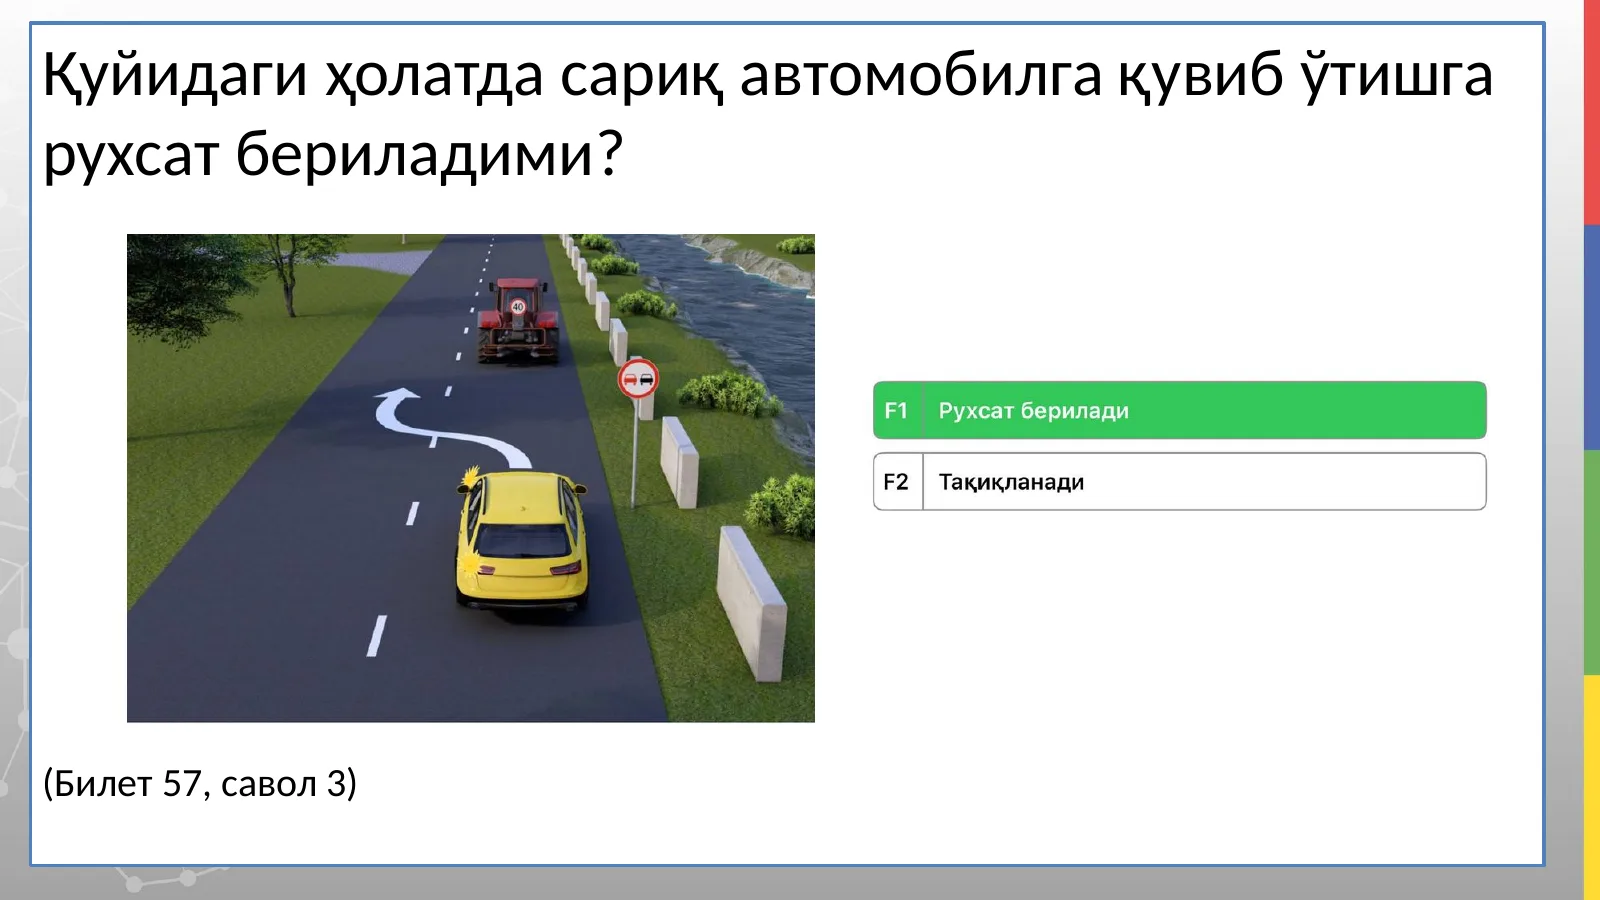 Қуйидаги ҳолатда сариқ автомобилга қувиб ўтишга
рухсат бериладими?
40
F1 Рухсат берилади
F2 Тақиқланади
(Билет 57, савол 3)